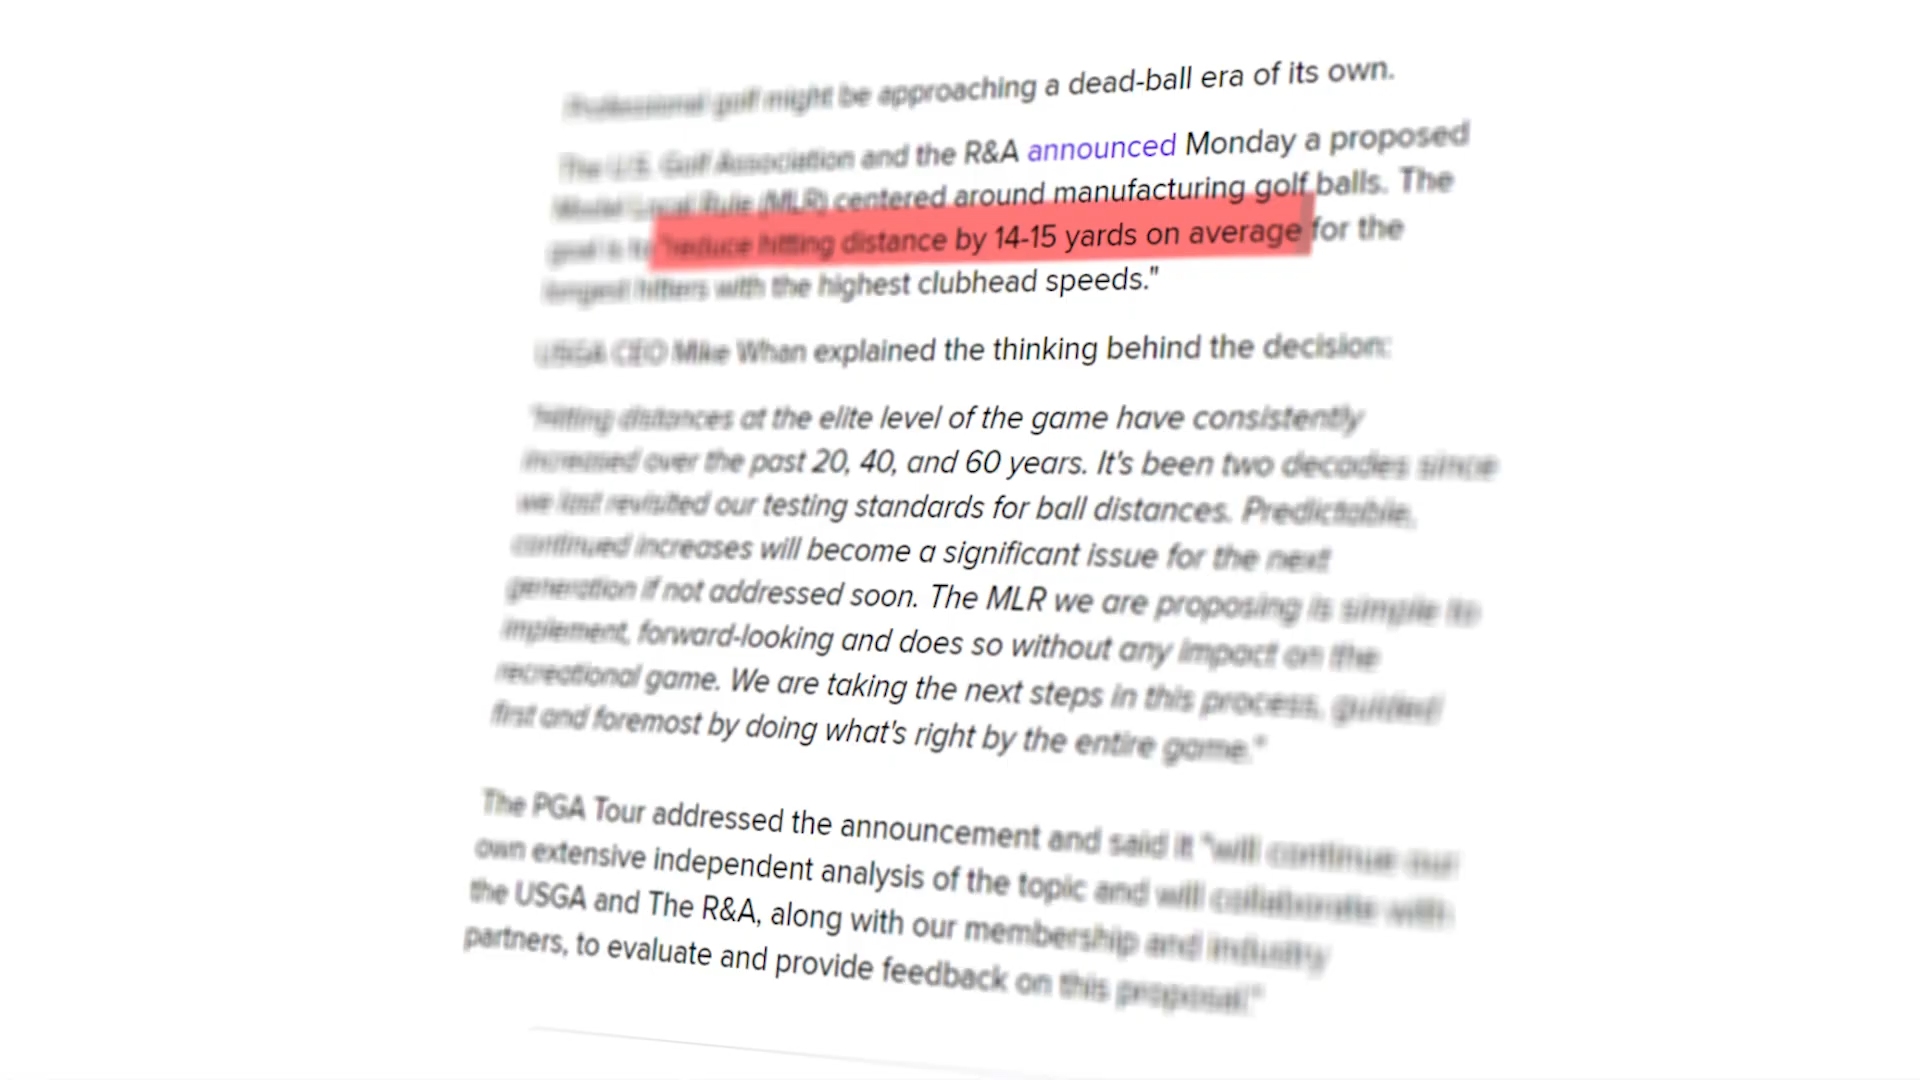 Professional golf might be approaching a dead-ball era of its own.
The U.S. Golf Association and the R&A announced Monday a proposed
Model Local Rule (MLR) centered around manufacturing golf balls. The
goal is to "reduce hitting distance by 14-15 yards on average for the
longest hitters with the highest clubhead speeds."
USGA CEO Mike Whan explained the thinking behind the decision:
"Hitting distances at the elite level of the game have consistently
increased over the past 20, 40, and 60 years. It's been two decades since
we last revisited our testing standards for ball distances. Predictable,
continued increases will become a significant issue for the next
generation if not addressed soon. The MLR we are proposing is simple to
implement, forward-looking and does so without any impact on the
recreational game. We are taking the next steps in this process, guided
first and foremost by doing what's right by the entire game."
The PGA Tour addressed the announcement and said it "will continue our
own extensive independent analysis of the topic and will collaborate with
the USGA and The R&A, along with our membership and industry
partners, to evaluate and provide feedback on this proposal."